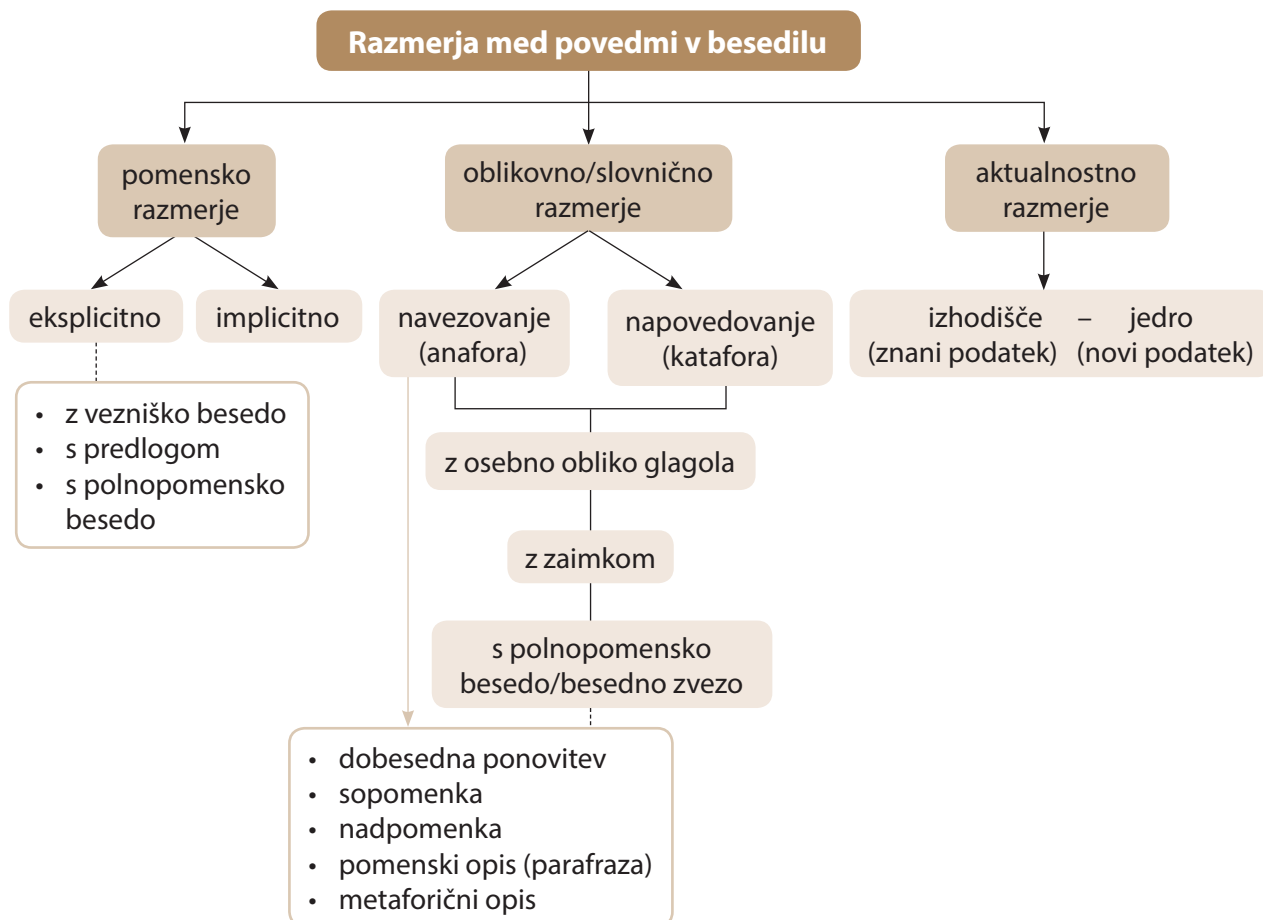 Razmerja med povedmi v besedilu
pomensko
razmerje
oblikovno/slovnično
razmerje
aktualnostno
razmerje
eksplicitno
implicitno
navezovanje
(anafora)
napovedovanje
(katafora)
izhodišče – jedro
(znani podatek) (novi podatek)
• z vezniško besedo
• s predlogom
• s polnopomensko
besedo
z osebno obliko glagola
z zaimkom
s polnopomensko
besedo/besedno zvezo
• dobesedna ponovitev
• sopomenka
• nadpomenka
• pomenski opis (parafraza)
• metaforični opis